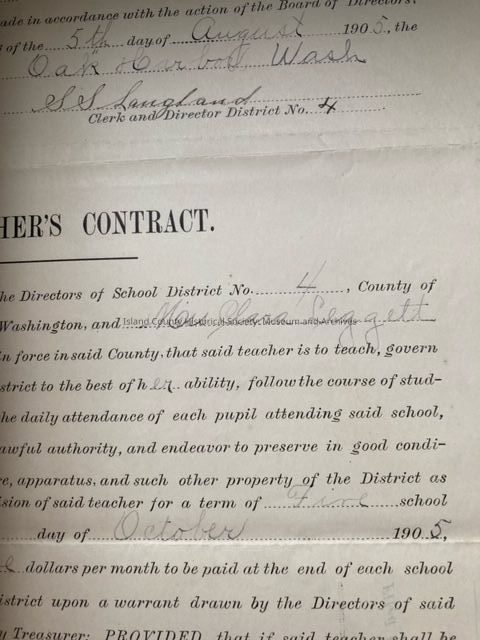 ade in accordance with the action of the Board of Directors,
s of the 5th day of August 1905, the
Oak Harbor, Wash
S S Langland
Clerk and Director District No. 4
HER'S CONTRACT.
he Directors of School District No. 4, County of
Washington, and Miss Clara Leggett
Island County Historical Society, Museum and Archives
n force in said County, that said teacher is to teach, govern
strict to the best of her ability, follow the course of stud-
he daily attendance of each pupil attending said school,
awful authority, and endeavor to preserve in good condi-
re, apparatus, and such other property of the District as
ision of said teacher for a term of Five school
day of October 1905,
dollars per month to be paid at the end of each school
istrict upon a warrant drawn by the Directors of said
y Treasurer: PROVIDED, that if said teacher shall be